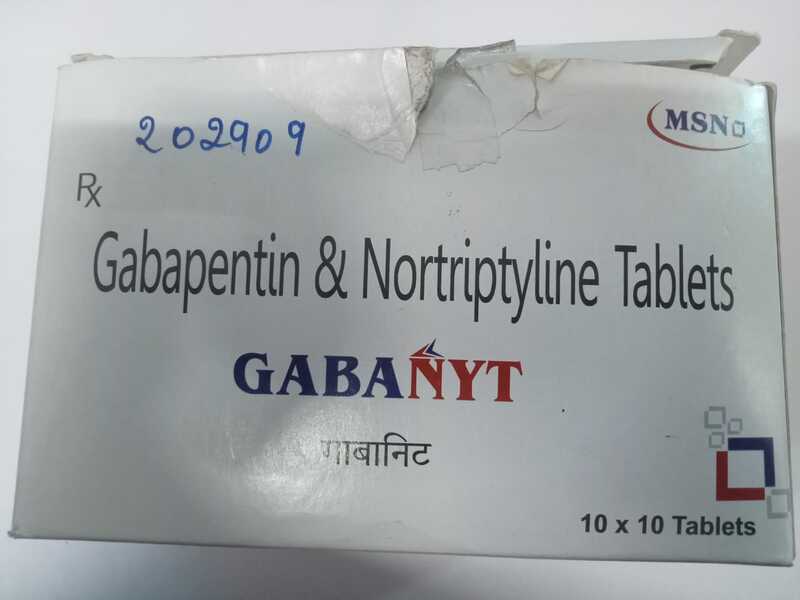 202909
MSN
Rx
Gabapentin & Nortriptyline Tablets
GABANYT
गाबानिट
10 x 10 Tablets